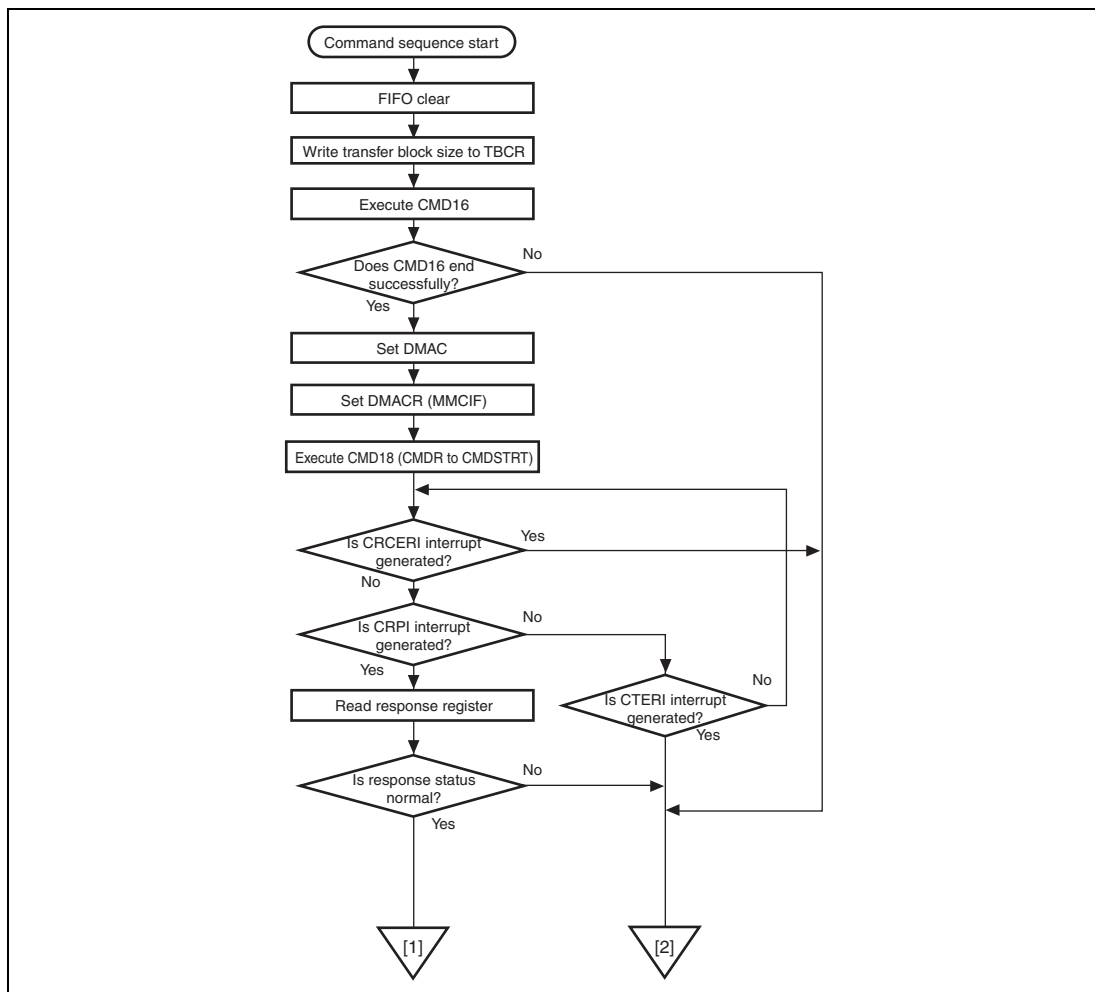 Command sequence start
FIFO clear
Write transfer block size to TBCR
Execute CMD16
Does CMD16 end
successfully?
No
Yes
Set DMAC
Set DMACR (MMCIF)
Execute CMD18 (CMDR to CMDSTRT)
Is CRCERI interrupt
generated?
Yes
No
Is CRPI interrupt
generated?
No
Yes
Read response register
Is CTERI interrupt
generated?
No
Yes
Is response status
normal?
No
Yes
[1]
[2]